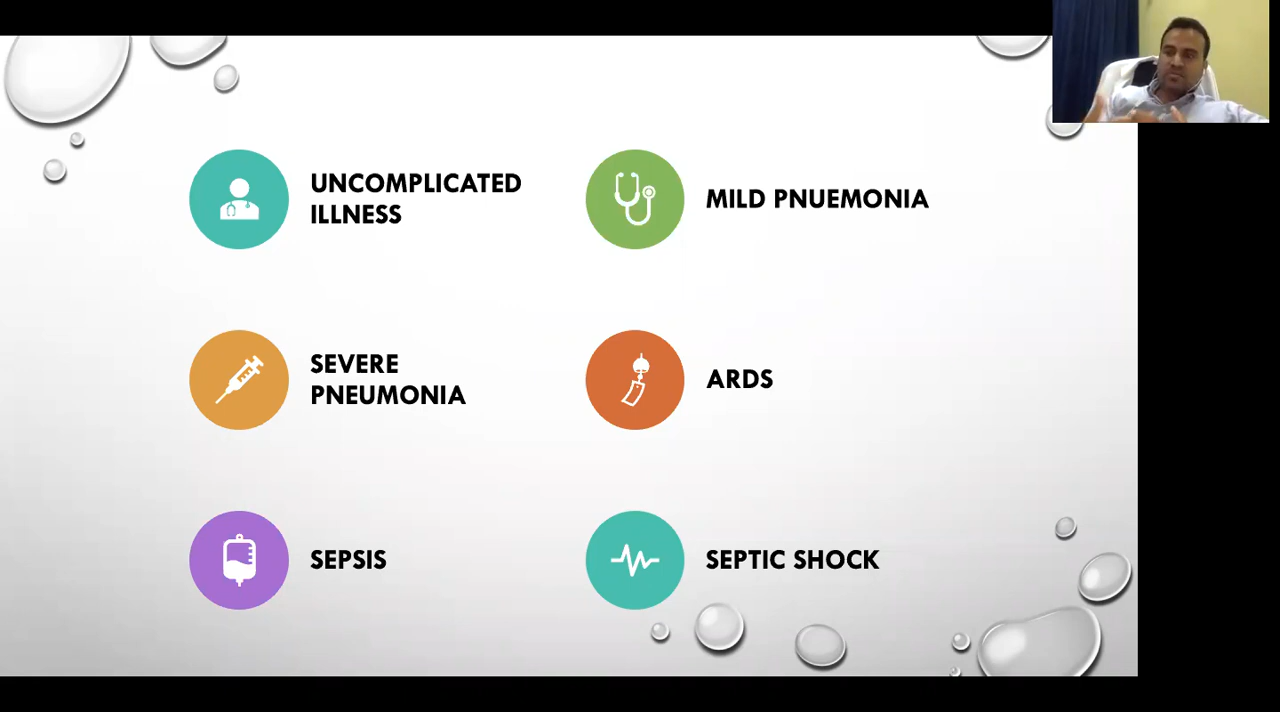 UNCOMPLICATED
ILLNESS
MILD PNUEMONIA
SEVERE
PNEUMONIA
ARDS
SEPSIS
SEPTIC SHOCK